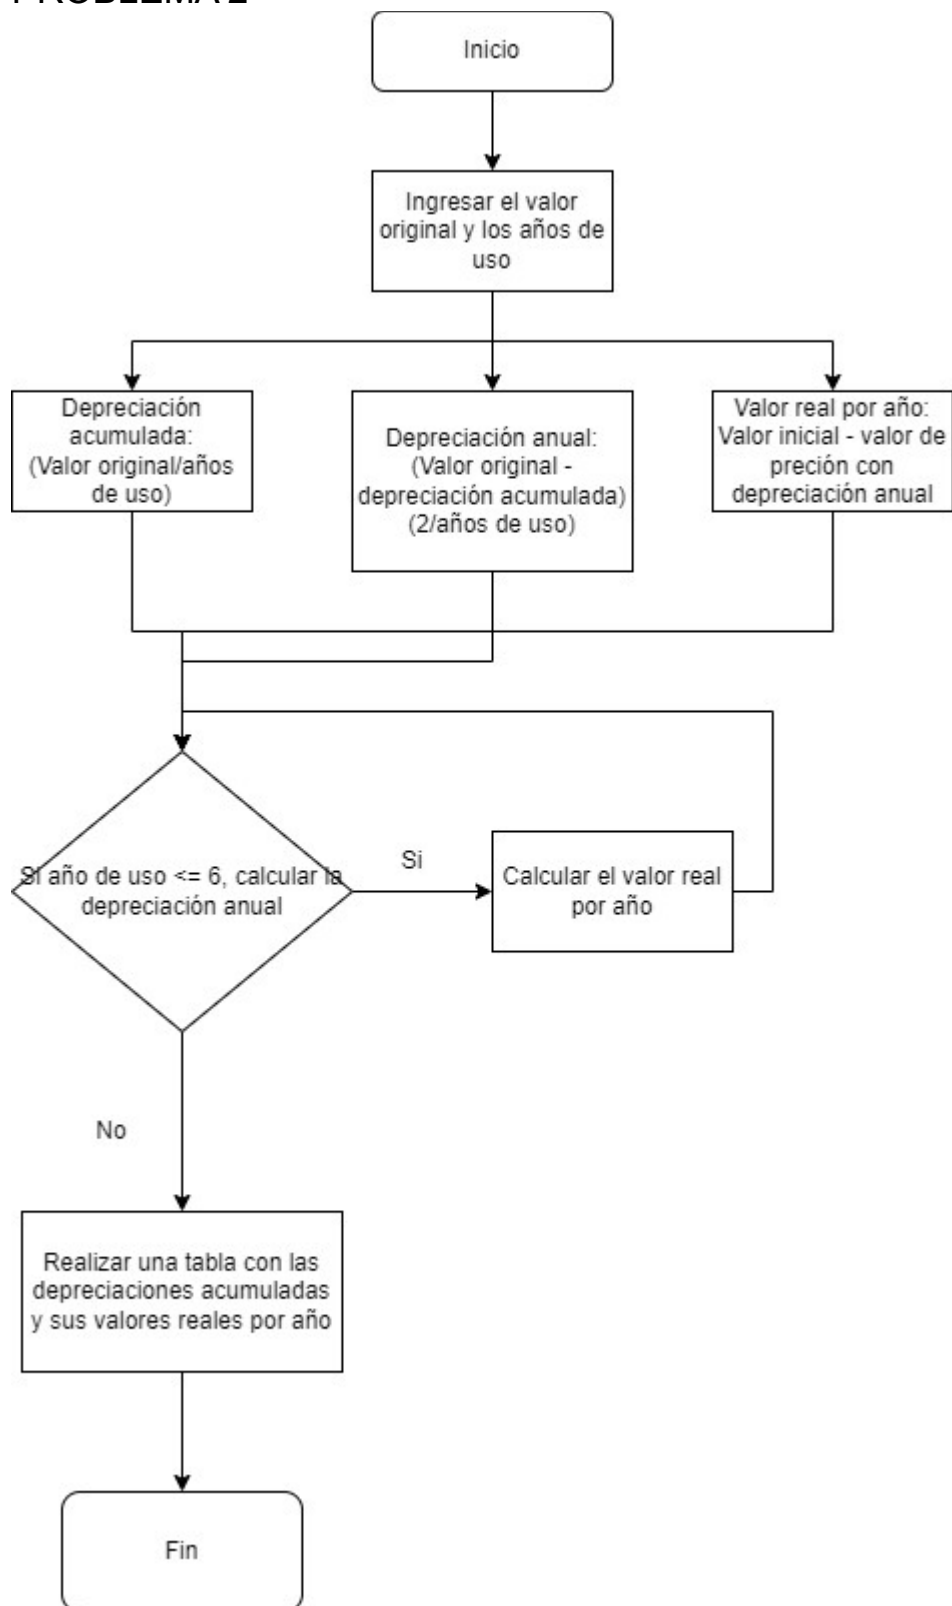 PROBLEMA 2
Inicio
Ingresar el valor
original y los años de
uso
Depreciación
acumulada:
(Valor original/años
de uso)
Depreciación anual:
(Valor original -
depreciación acumulada)
(2/años de uso)
Valor real por año:
Valor inicial - valor de
preción con
depreciación anual
Si año de uso <= 6, calcular la
depreciación anual
Si
Calcular el valor real
por año
No
Realizar una tabla con las
depreciaciones acumuladas
y sus valores reales por año
Fin